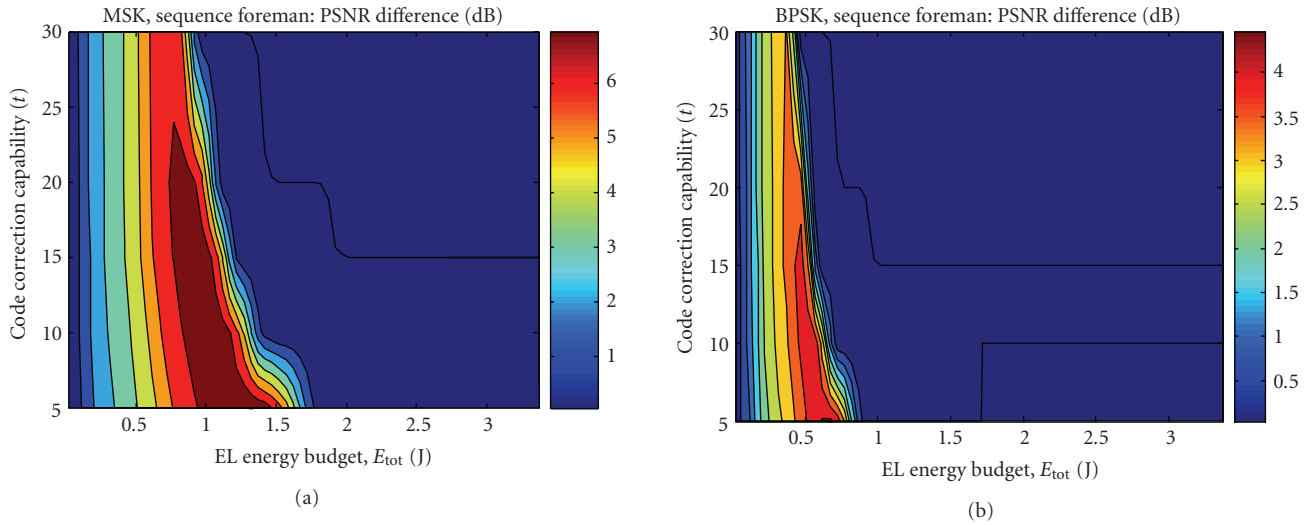 MSK, sequence foreman: PSNR difference (dB)
30
25
20
15
10
5
Code correction capability (t)
0.5 1 1.5 2 2.5 3
EL energy budget, Etot (J)
6
5
4
3
2
1
(a)
BPSK, sequence foreman: PSNR difference (dB)
30
25
20
15
10
5
Code correction capability (t)
0.5 1 1.5 2 2.5 3
EL energy budget, Etot (J)
4
3.5
3
2.5
2
1.5
1
0.5
(b)